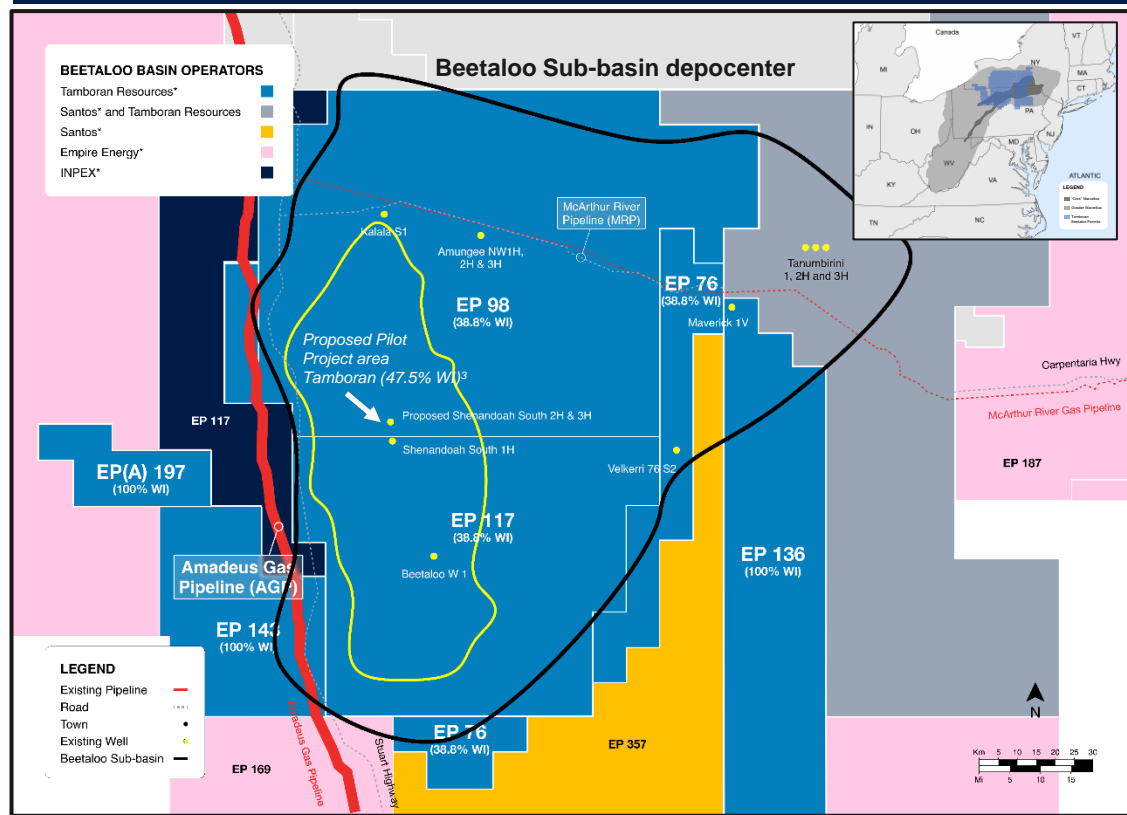 Beetaloo Sub-basin depocenter
BEETALOO BASIN OPERATORS
Tamboran Resources*
Santos* and Tamboran Resources
Santos*
Empire Energy*
INPEX*
Canada
VT
NY
MI
MA
CT
PA
NJ
OH
IN
MD
WV
VA
KY
TN
NC
ATLANTIC
LEGEND
"Core" Marcellus
Greater Marcellus
Tamboran
Beetaloo Permits
McArthur River
Pipeline (MRP)
Kalala S1
Amungee NW1H,
2H & 3H
Tanumbirini
1, 2H and 3H
EP 76
(38.8% WI)
EP 98
(38.8% WI)
Maverick 1V
Proposed Pilot
Project area
Tamboran (47.5% WI)³
Carpentaria Hwy
McArthur River Gas Pipeline
Proposed Shenandoah South 2H & 3H
EP 117
Shenandoah South 1H
Velkerri 76 S2
EP 187
EP(A) 197
(100% WI)
EP 117
(38.8% WI)
Beetaloo W 1
EP 136
(100% WI)
Amadeus Gas
Pipeline (AGP)
EP 143
(100% WI)
LEGEND
Existing Pipeline
Road
Town
Existing Well
Beetaloo Sub-basin
Amadeus Gas Pipeline
Stuart Highway
EP 76
(38.8% WI)
EP 357
EP 169
N
Km 5 10 15 20 25 30
Mi 5 10 15